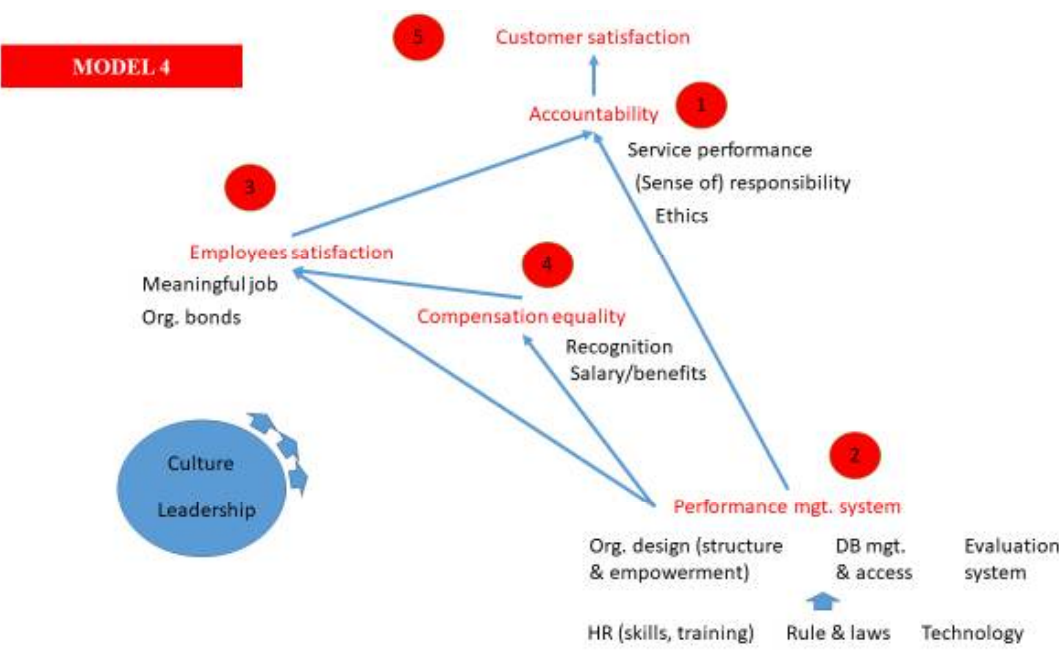 5
Customer satisfaction
MODEL 4
1
Accountability
Service performance
(Sense of) responsibility
Ethics
3
Employees satisfaction
Meaningful job
Org. bonds
4
Compensation equality
Recognition
Salary/benefits
Culture
Leadership
2
Performance mgt. system
Org. design (structure
& empowerment)
DB mgt.
& access
Evaluation
system
HR (skills, training)
Rule & laws
Technology